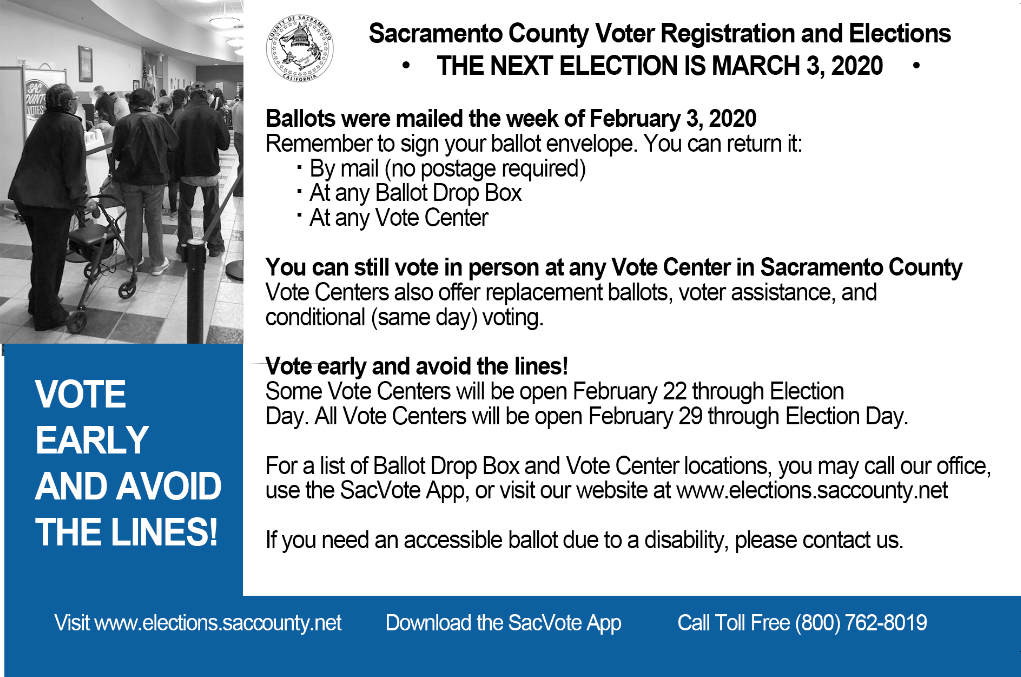 SAC
COUNTY
VOTES
COUNTY OF SACRAMENTO
CALIFORNIA
Sacramento County Voter Registration and Elections
• THE NEXT ELECTION IS MARCH 3, 2020 •
Ballots were mailed the week of February 3, 2020
Remember to sign your ballot envelope. You can return it:
· By mail (no postage required)
· At any Ballot Drop Box
· At any Vote Center
You can still vote in person at any Vote Center in Sacramento County
Vote Centers also offer replacement ballots, voter assistance, and
conditional (same day) voting.
Vote early and avoid the lines!
Some Vote Centers will be open February 22 through Election
Day. All Vote Centers will be open February 29 through Election Day.
For a list of Ballot Drop Box and Vote Center locations, you may call our office,
use the SacVote App, or visit our website at www.elections.saccounty.net
If you need an accessible ballot due to a disability, please contact us.
VOTE
EARLY
AND AVOID
THE LINES!
Visit www.elections.saccounty.net Download the SacVote App Call Toll Free (800) 762-8019